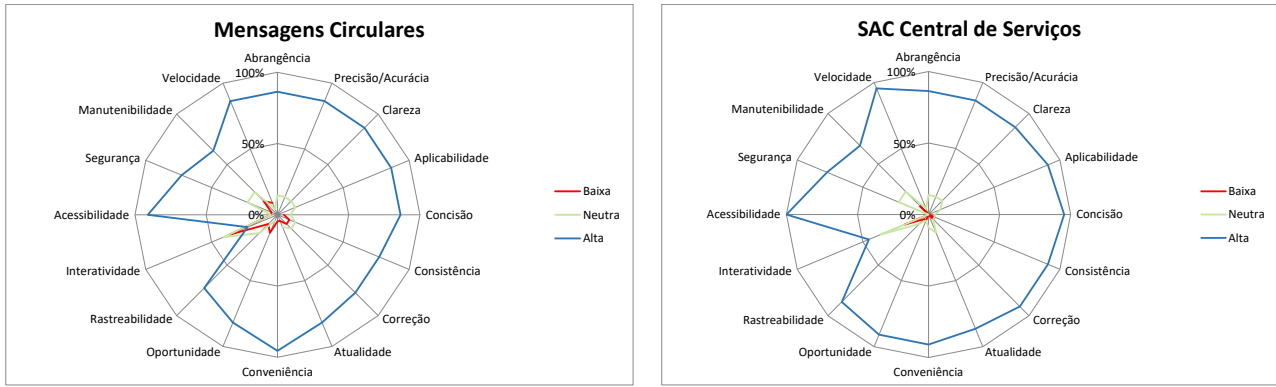 Mensagens Circulares
Abrangência
Precisão/Acurácia
Clareza
Aplicabilidade
Concisão
Consistência
Correção
Atualidade
Conveniência
Oportunidade
Rastreabilidade
Interatividade
Acessibilidade
Segurança
Manutenibilidade
Velocidade
100%
50%
0%
Baixa
Neutra
Alta
SAC Central de Serviços
Abrangência
Precisão/Acurácia
Clareza
Aplicabilidade
Concisão
Consistência
Correção
Atualidade
Conveniência
Oportunidade
Rastreabilidade
Interatividade
Acessibilidade
Segurança
Manutenibilidade
Velocidade
100%
50%
0%
Baixa
Neutra
Alta